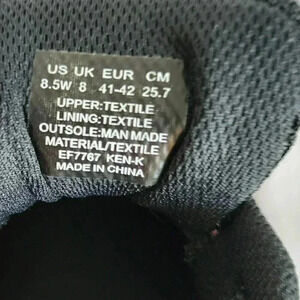 US UK EUR CM
8.5W 8 41-42 25.7
UPPER:TEXTILE
LINING:TEXTILE
OUTSOLE:MAN MADE
MATERIAL/TEXTILE
EF7767 KEN-K
MADE IN CHINA